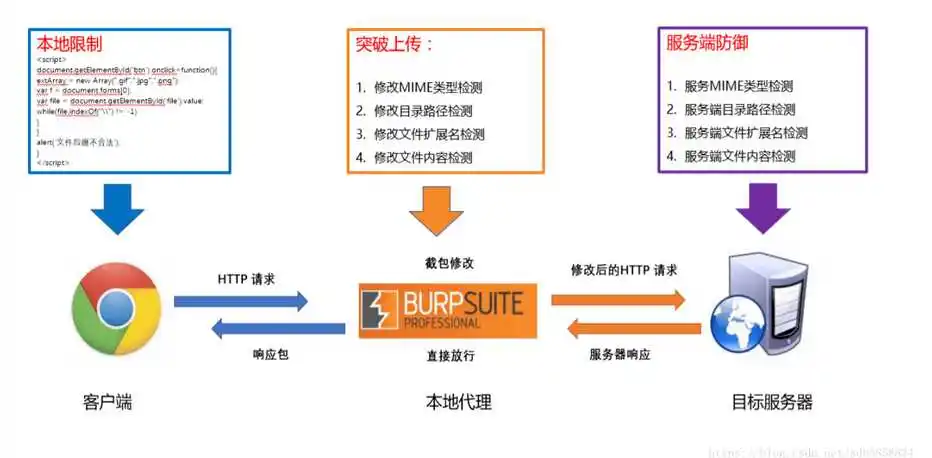 本地限制
<script>
document.getElementById('btn').onclick=function(){
extArray = new Array(".gif",".jpg",".png");
var f = document.forms[0];
var file = document.getElementById('file').value;
while(file.indexOf("\\") != -1)
}
}
alert('文件后缀不合法');
}
</script>
突破上传:
1. 修改MIME类型检测
2. 修改目录路径检测
3. 修改文件扩展名检测
4. 修改文件内容检测
服务端防御
1. 服务MIME类型检测
2. 服务端目录路径检测
3. 服务端文件扩展名检测
4. 服务端文件内容检测
HTTP 请求
响应包
截包修改
BURPSUITE
PROFESSIONAL
直接放行
修改后的HTTP 请求
服务器响应
客户端
本地代理
目标服务器